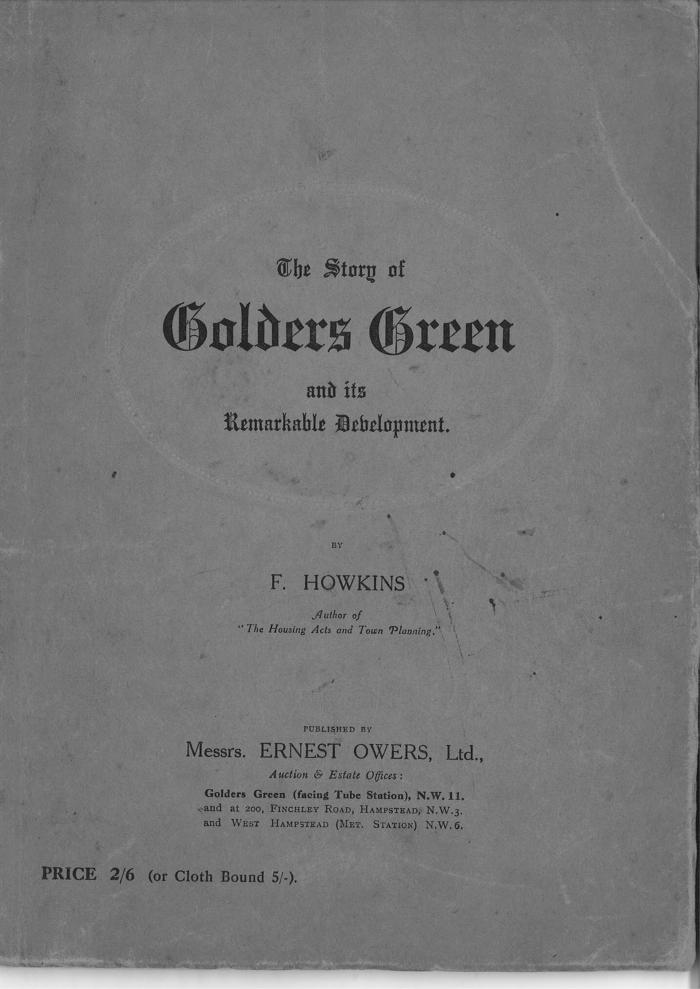 The Story of
Golders Green
and its
Remarkable Development.
BY
F. HOWKINS
Author of
"The Housing Acts and Town Planning."
PUBLISHED BY
Messrs. ERNEST OWERS, Ltd.,
Auction & Estate Offices:
Golders Green (facing Tube Station), N.W. 11.
and at 200, FINCHLEY ROAD, HAMPSTEAD, N.W.3.
and WEST HAMPSTEAD (MET. STATION) N.W.6.
PRICE 2/6 (or Cloth Bound 5/-).